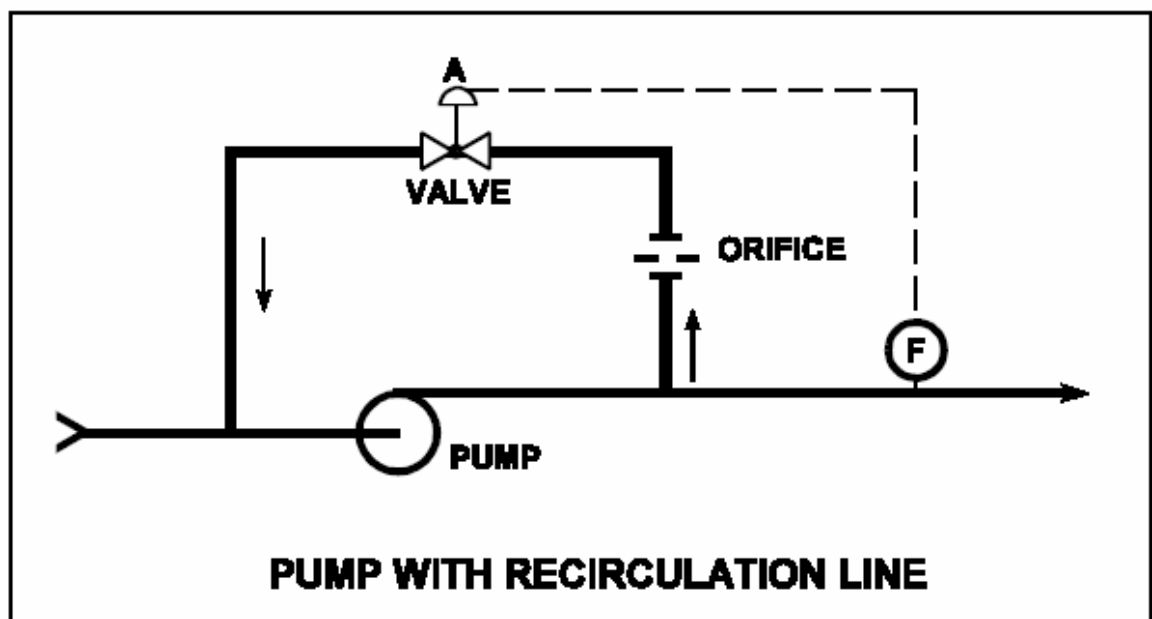 A
VALVE
ORIFICE
F
PUMP
PUMP WITH RECIRCULATION LINE